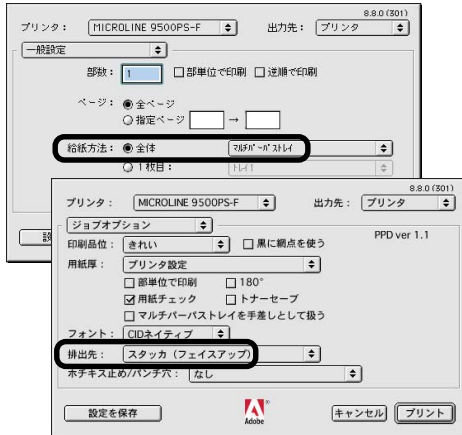 8.8.0 (301)
プリンタ： MICROLINE 9500PS-F 出力先： プリンタ
一般設定
部数： 1 部単位で印刷 逆順で印刷
ページ： 全ページ
指定ページ →
給紙方法： 全体 マルチパーパストレイ
1枚目： トレイ1
設
8.8.0 (301)
プリンタ： MICROLINE 9500PS-F 出力先： プリンタ
ジョブオプション PPD ver 1.1
印刷品位： きれい 黒に網点を使う
用紙厚： プリンタ設定
部単位で印刷 180°
用紙チェック トナーセーブ
マルチパーパストレイを手差しとして扱う
フォント： CIDネイティブ
排出先： スタッカ（フェイスアップ）
ホチキス止め/パンチ穴： なし
設定を保存 Adobe キャンセル プリント